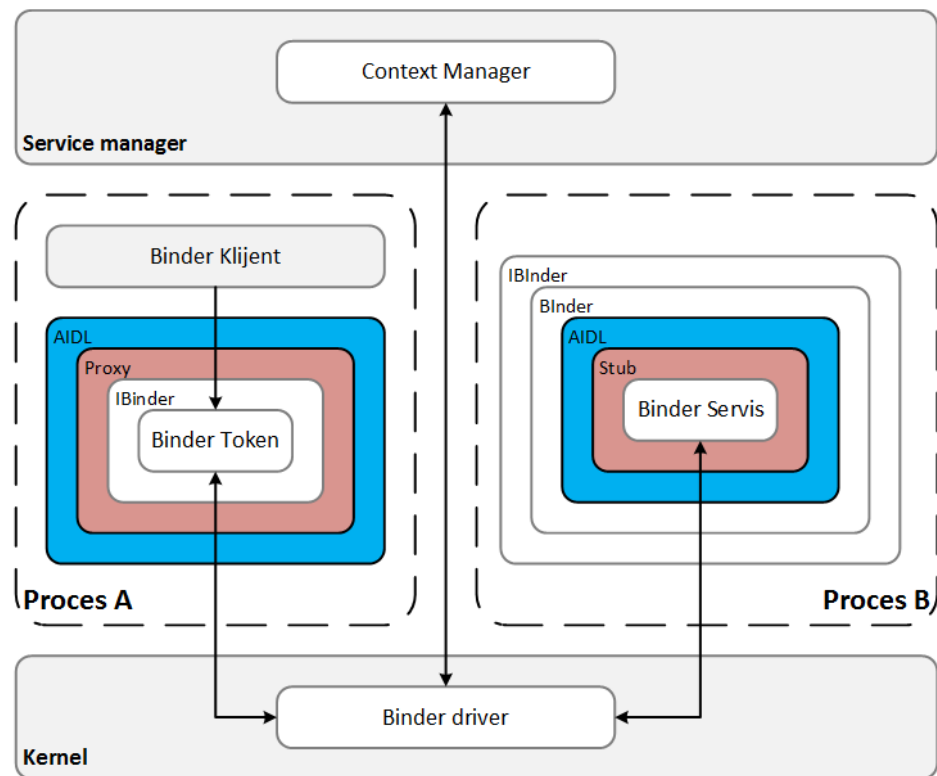 Context Manager
Service manager
Binder Klijent
AIDL
Proxy
IBinder
Binder Token
Proces A
IBInder
BInder
AIDL
Stub
Binder Servis
Proces B
Binder driver
Kernel